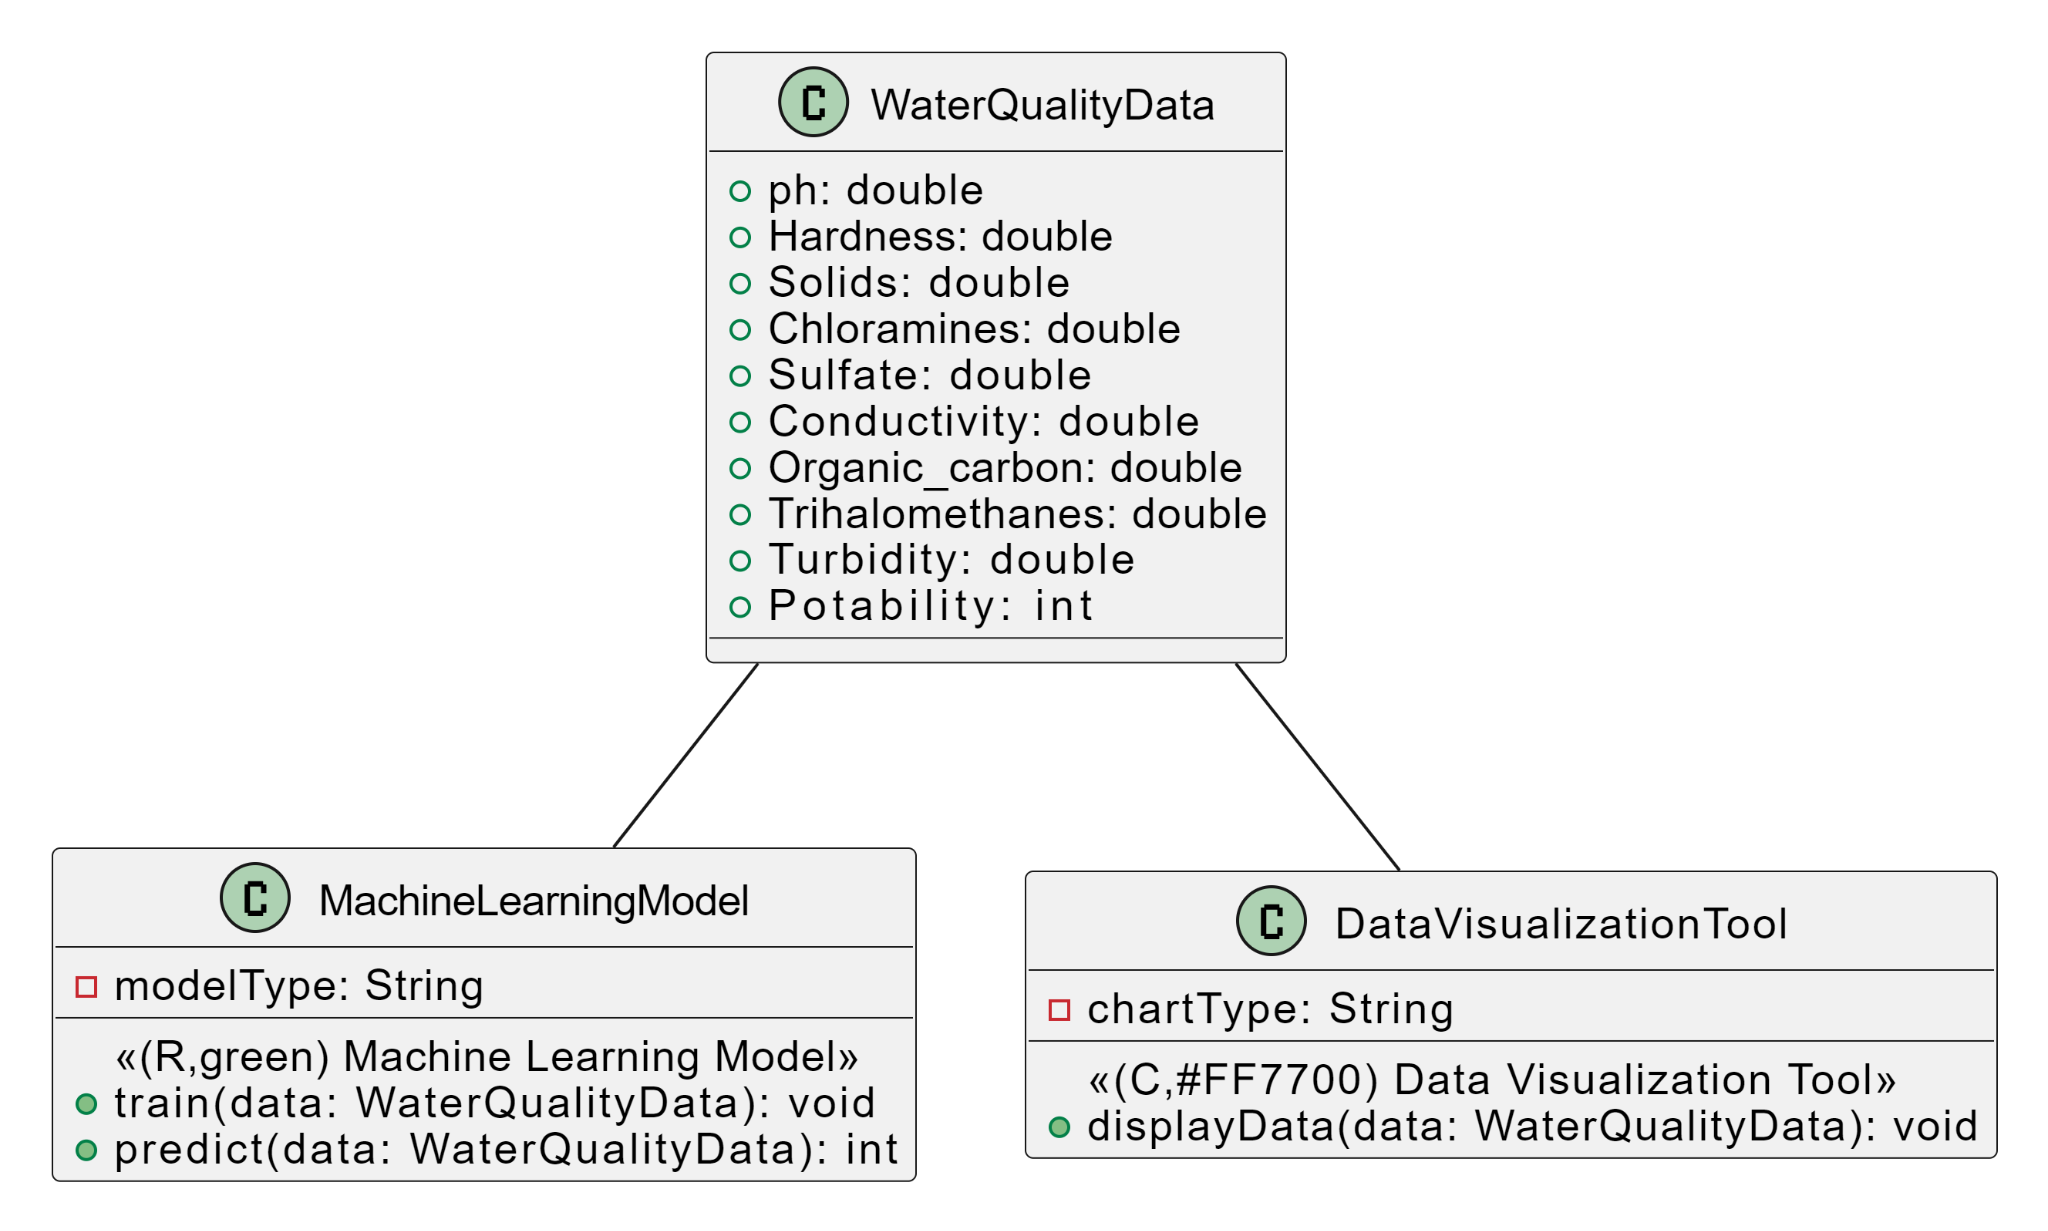 C WaterQualityData
ph: double
Hardness: double
Solids: double
Chloramines: double
Sulfate: double
Conductivity: double
Organic_carbon: double
Trihalomethanes: double
Turbidity: double
Potability: int
C MachineLearningModel
modelType: String
«(R,green) Machine Learning Model»
train(data: WaterQualityData): void
predict(data: WaterQualityData): int
C DataVisualizationTool
chartType: String
«(C,#FF7700) Data Visualization Tool»
displayData(data: WaterQualityData): void